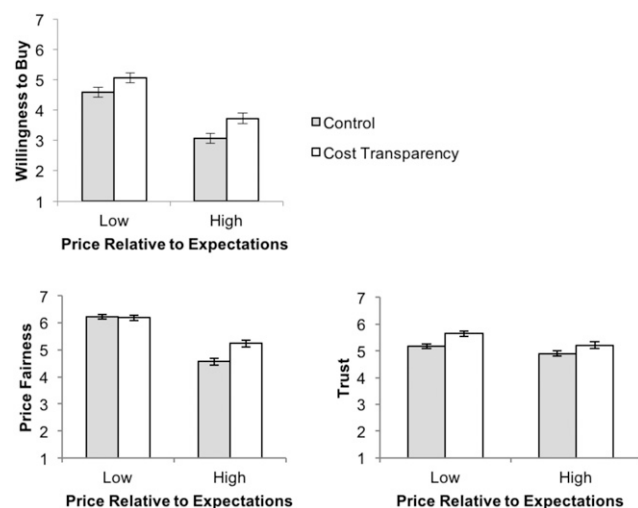 Willingness to Buy
7
6
5
4
3
2
1
Low
High
Price Relative to Expectations
Control
Cost Transparency
Price Fairness
7
6
5
4
3
2
1
Low
High
Price Relative to Expectations
Trust
7
6
5
4
3
2
1
Low
High
Price Relative to Expectations